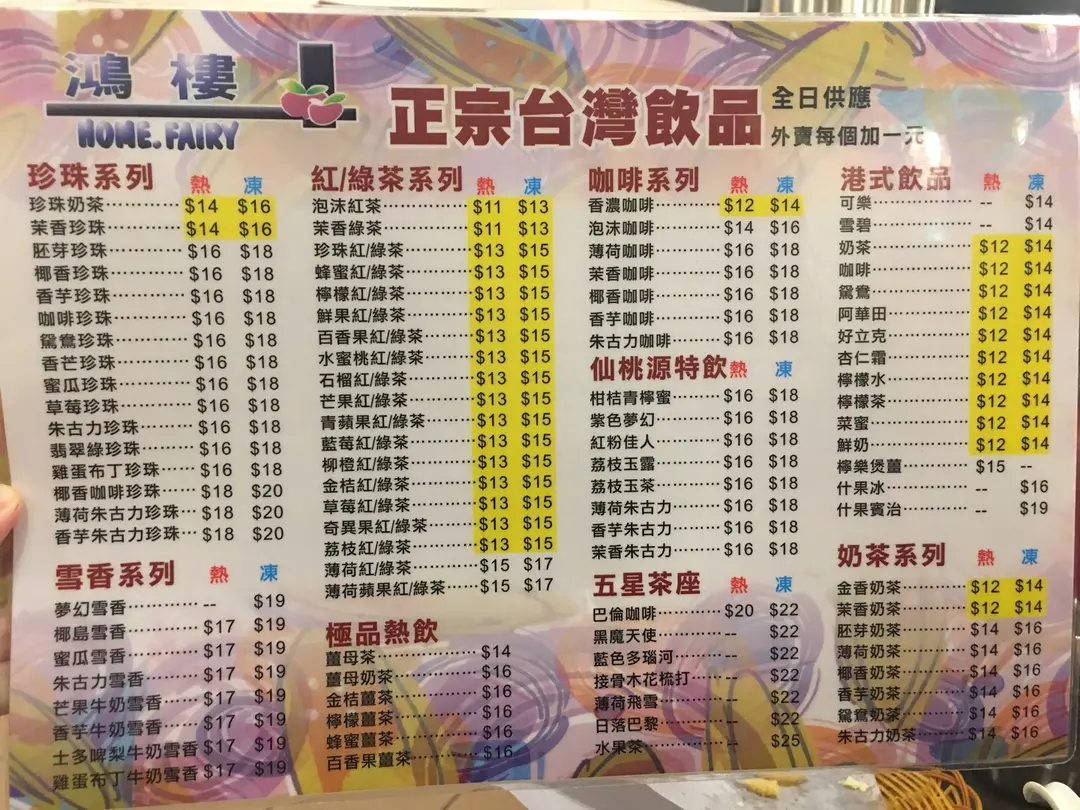 鴻樓
HOME.FAIRY
正宗台灣飲品
全日供應
外賣每個加一元
珍珠系列 熱 凍
珍珠奶茶 $14 $16
茉香珍珠 $14 $16
胚芽珍珠 $16 $18
椰香珍珠 $16 $18
香芋珍珠 $16 $18
咖啡珍珠 $16 $18
鴛鴦珍珠 $16 $18
香芒珍珠 $16 $18
蜜瓜珍珠 $16 $18
草莓珍珠 $16 $18
朱古力珍珠 $16 $18
翡翠綠珍珠 $16 $18
雞蛋布丁珍珠 $16 $18
椰香咖啡珍珠 $18 $20
薄荷朱古力珍珠 $18 $20
香芋朱古力珍珠 $18 $20
雪香系列 熱 凍
夢幻雪香 -- $19
椰島雪香 $17 $19
蜜瓜雪香 $17 $19
朱古力雪香 $17 $19
芒果牛奶雪香 $17 $19
香芋牛奶雪香 $17 $19
士多啤梨牛奶雪香 $17 $19
雞蛋布丁牛奶雪香 $17 $19
紅/綠茶系列 熱 凍
泡沫紅茶 $11 $13
茉香綠茶 $11 $13
珍珠紅/綠茶 $13 $15
蜂蜜紅/綠茶 $13 $15
檸檬紅/綠茶 $13 $15
鮮果紅/綠茶 $13 $15
百香果紅/綠茶 $13 $15
水蜜桃紅/綠茶 $13 $15
石榴紅/綠茶 $13 $15
芒果紅/綠茶 $13 $15
青蘋果紅/綠茶 $13 $15
藍莓紅/綠茶 $13 $15
柳橙紅/綠茶 $13 $15
金桔紅/綠茶 $13 $15
草莓紅/綠茶 $13 $15
奇異果紅/綠茶 $13 $15
荔枝紅/綠茶 $13 $15
薄荷紅/綠茶 $15 $17
薄荷蘋果紅/綠茶 $15 $17
極品熱飲
薑母茶 $14
薑母奶茶 $16
金桔薑茶 $16
檸檬薑茶 $16
蜂蜜薑茶 $16
百香果薑茶 $16
咖啡系列 熱 凍
香濃咖啡 $12 $14
泡沫咖啡 $14 $16
薄荷咖啡 $16 $18
茉香咖啡 $16 $18
椰香咖啡 $16 $18
香芋咖啡 $16 $18
朱古力咖啡 $16 $18
仙桃源特飲 熱 凍
柑桔青檸蜜 $16 $18
紫色夢幻 $16 $18
紅粉佳人 $16 $18
荔枝玉露 $16 $18
荔枝玉茶 $16 $18
薄荷朱古力 $16 $18
香芋朱古力 $16 $18
茉香朱古力 $16 $18
五星茶座 熱 凍
巴倫咖啡 $20 $22
黑魔天使 -- $22
藍色多瑙河 -- $22
接骨木花梳打 -- $22
薄荷飛雪 -- $22
日落巴黎 -- $22
水果茶 -- $25
港式飲品 熱 凍
可樂 -- $14
雪碧 -- $14
奶茶 $12 $14
咖啡 $12 $14
鴛鴦 $12 $14
阿華田 $12 $14
好立克 $12 $14
杏仁霜 $12 $14
檸檬水 $12 $14
檸檬茶 $12 $14
菜蜜 $12 $14
鮮奶 $12 $14
檸樂煲薑 $15 --
什果冰 -- $16
什果賓治 -- $19
奶茶系列 熱 凍
金香奶茶 $12 $14
茉香奶茶 $12 $14
胚芽奶茶 $14 $16
薄荷奶茶 $14 $16
椰香奶茶 $14 $16
香芋奶茶 $14 $16
鴛鴦奶茶 $14 $16
朱古力奶茶 $14 $16